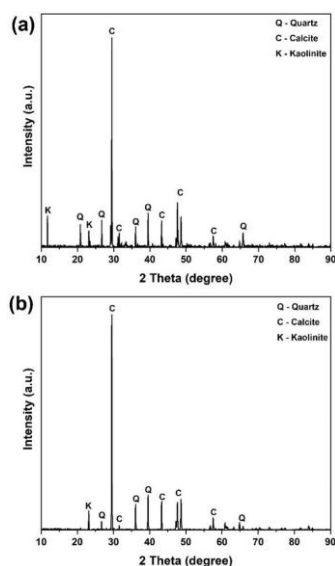 (a)
Q - Quartz
C - Calcite
K - Kaolinite
C
K
Q
K
Q
C
Q
Q
C
C
C
Q
Intensity (a.u.)
10 20 30 40 50 60 70 80 90
2 Theta (degree)
(b)
Q - Quartz
C - Calcite
K - Kaolinite
C
K
Q
C
Q
Q
C
C
C
Q
Intensity (a.u.)
10 20 30 40 50 60 70 80 90
2 Theta (degree)